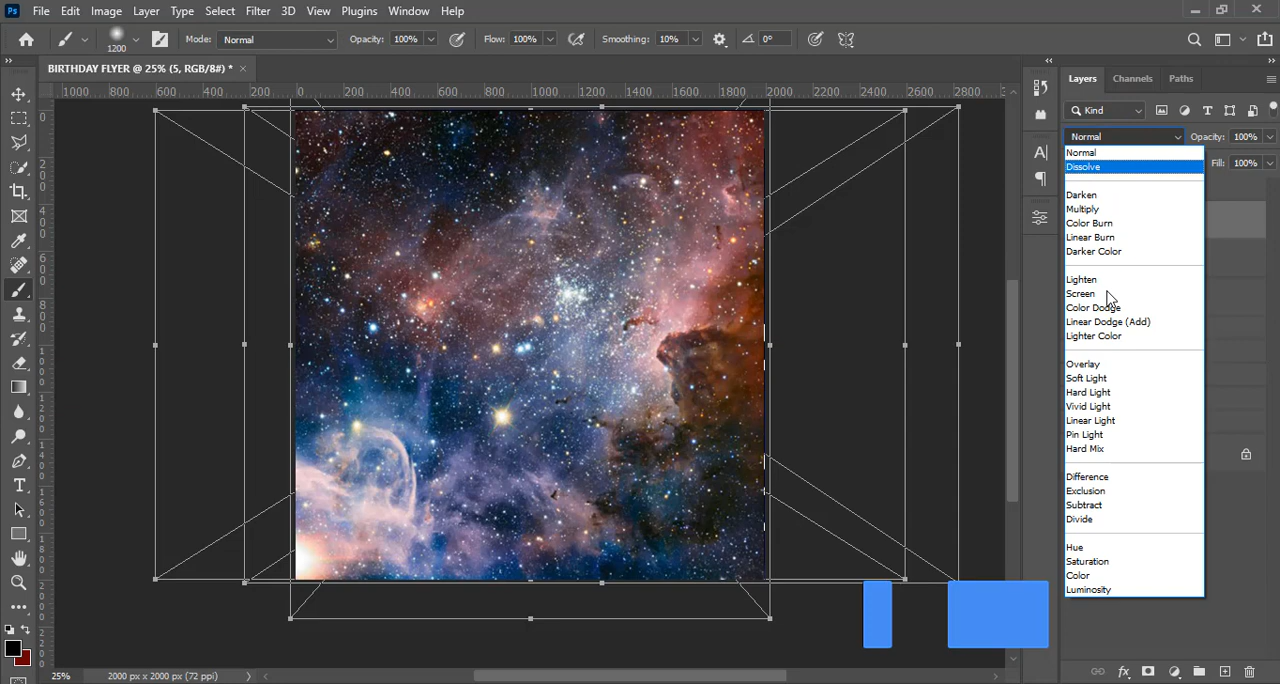 Ps File Edit Image Layer Type Select Filter 3D View Plugins Window Help
1200 Mode: Normal Opacity: 100% Flow: 100% Smoothing: 10% 0°
BIRTHDAY FLYER @ 25% (5, RGB/8#) * ×
Layers Channels Paths
1000 800 600 400 200 0 200 400 600 800 1000 1200 1400 1600 1800 2000 2200 2400 2600 2800
Kind
Normal Opacity: 100%
Fill: 100%
Normal
Dissolve
Darken
Multiply
Color Burn
Linear Burn
Darker Color
Lighten
Screen
Color Dodge
Linear Dodge (Add)
Lighter Color
Overlay
Soft Light
Hard Light
Vivid Light
Linear Light
Pin Light
Hard Mix
Difference
Exclusion
Subtract
Divide
Hue
Saturation
Color
Luminosity
25% 2000 px x 2000 px (72 ppi)